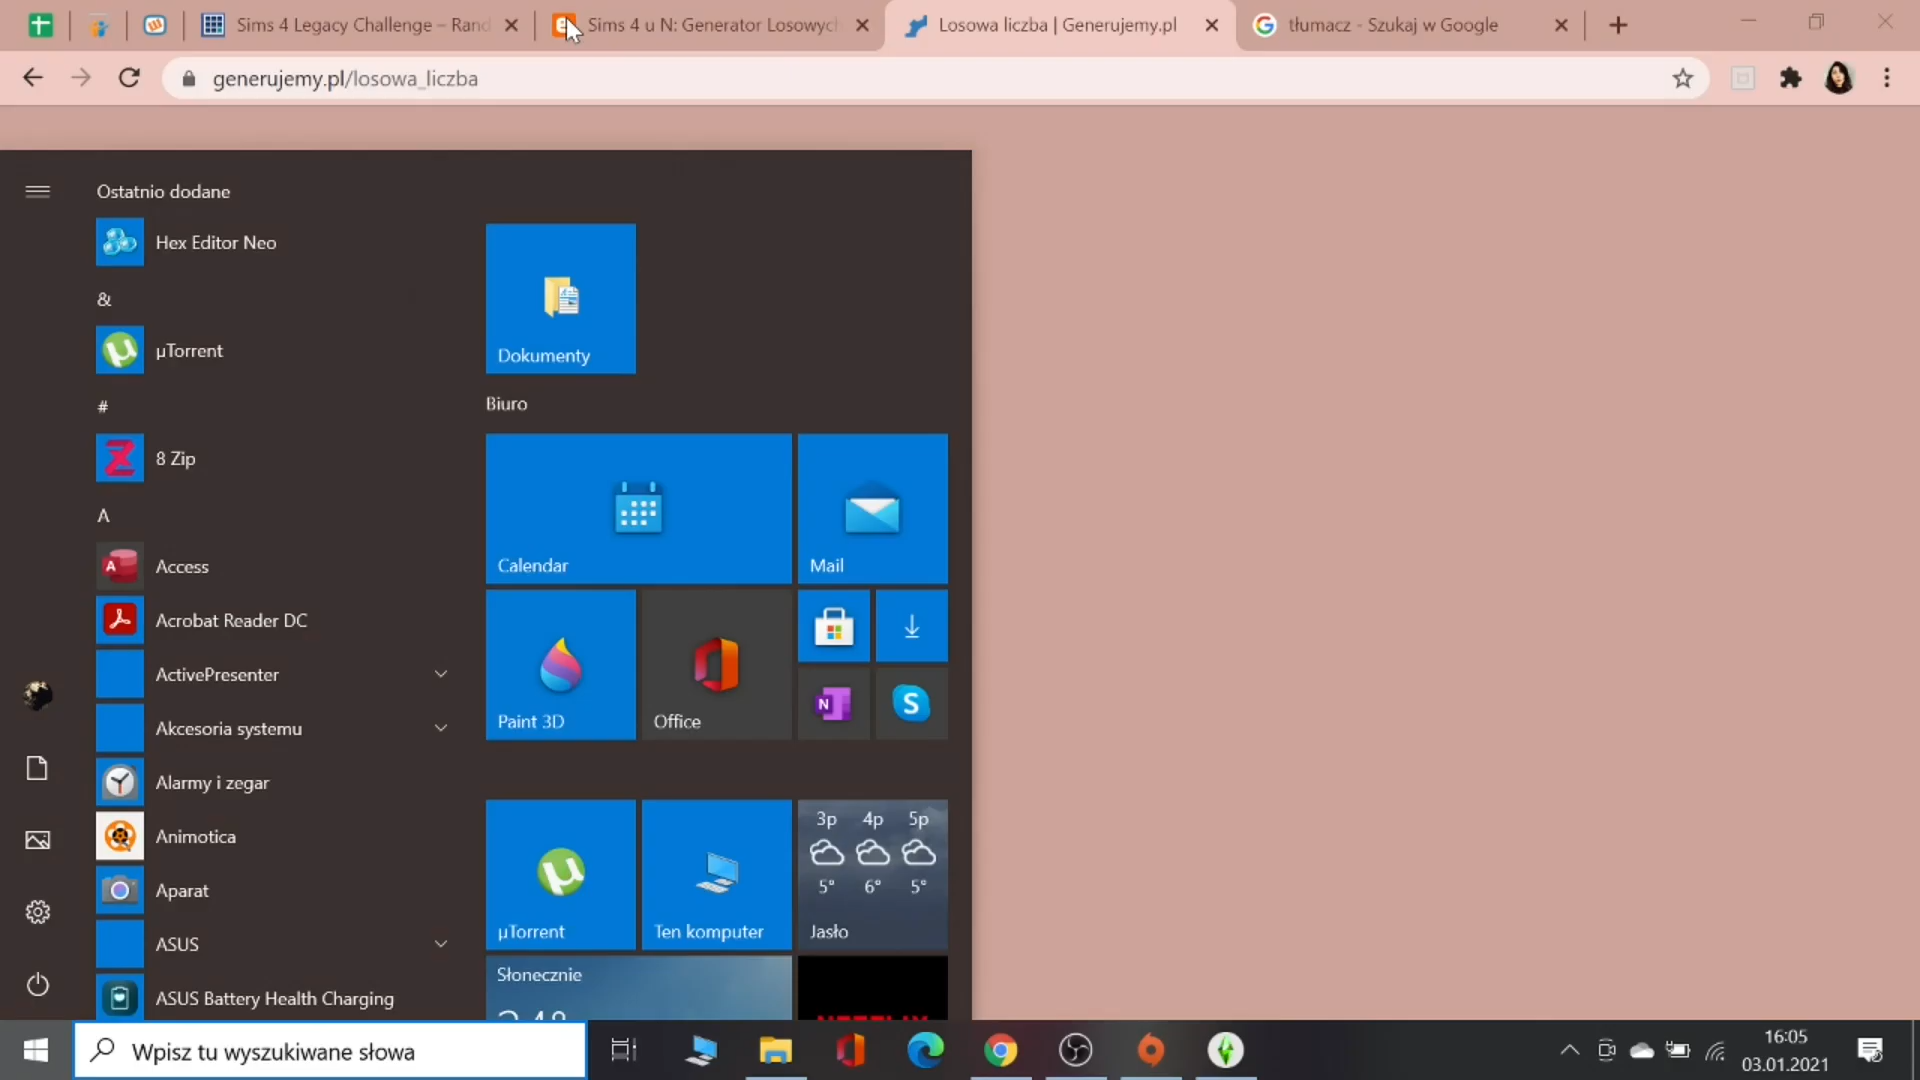 Sims 4 Legacy Challenge – Rand
Sims 4 u N: Generator Losowych
Losowa liczba | Generujemy.pl
tłumacz - Szukaj w Google
generujemy.pl/losowa_liczba
Ostatnio dodane
Hex Editor Neo
&
µTorrent
#
8 Zip
A
Access
Acrobat Reader DC
ActivePresenter
Akcesoria systemu
Alarmy i zegar
Animotica
Aparat
ASUS
ASUS Battery Health Charging
Dokumenty
Biuro
Calendar
Mail
Paint 3D
Office
µTorrent
Ten komputer
3p 4p 5p
5° 6° 5°
Jasło
Słonecznie
NETFLIX
Wpisz tu wyszukiwane słowa
16:05
03.01.2021